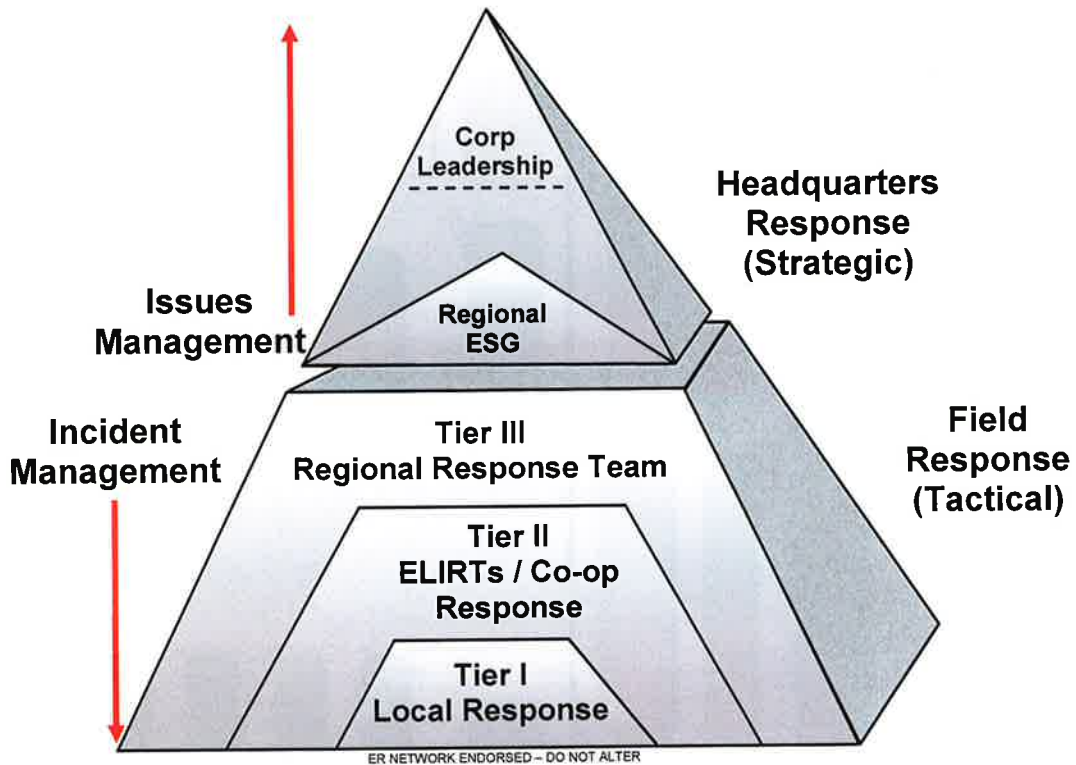 Corp
Leadership
Headquarters
Response
(Strategic)
Issues
Management
Regional
ESG
Incident
Management
Tier III
Regional Response Team
Field
Response
(Tactical)
Tier II
ELIRTs / Co-op
Response
Tier I
Local Response
ER NETWORK ENDORSED – DO NOT ALTER